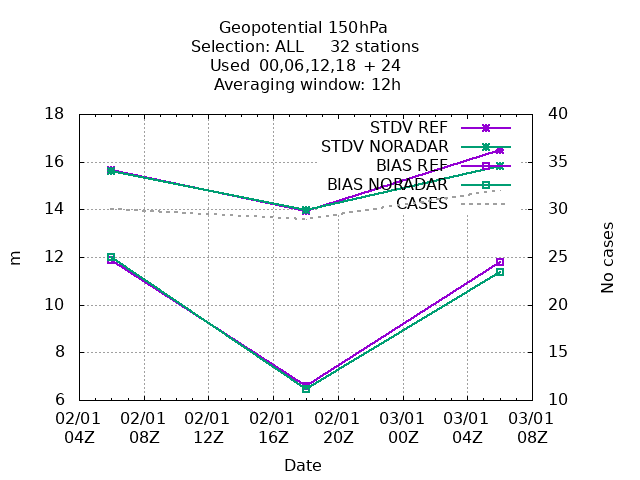 Geopotential 150hPa
Selection: ALL 32 stations
Used 00,06,12,18 + 24
Averaging window: 12h
18
16
14
12
10
8
6
m
40
35
30
25
20
15
10
No cases
STDV REF
STDV NORADAR
BIAS REF
BIAS NORADAR
CASES
02/01 02/01 02/01 02/01 02/01 03/01 03/01 03/01
04Z 08Z 12Z 16Z 20Z 00Z 04Z 08Z
Date